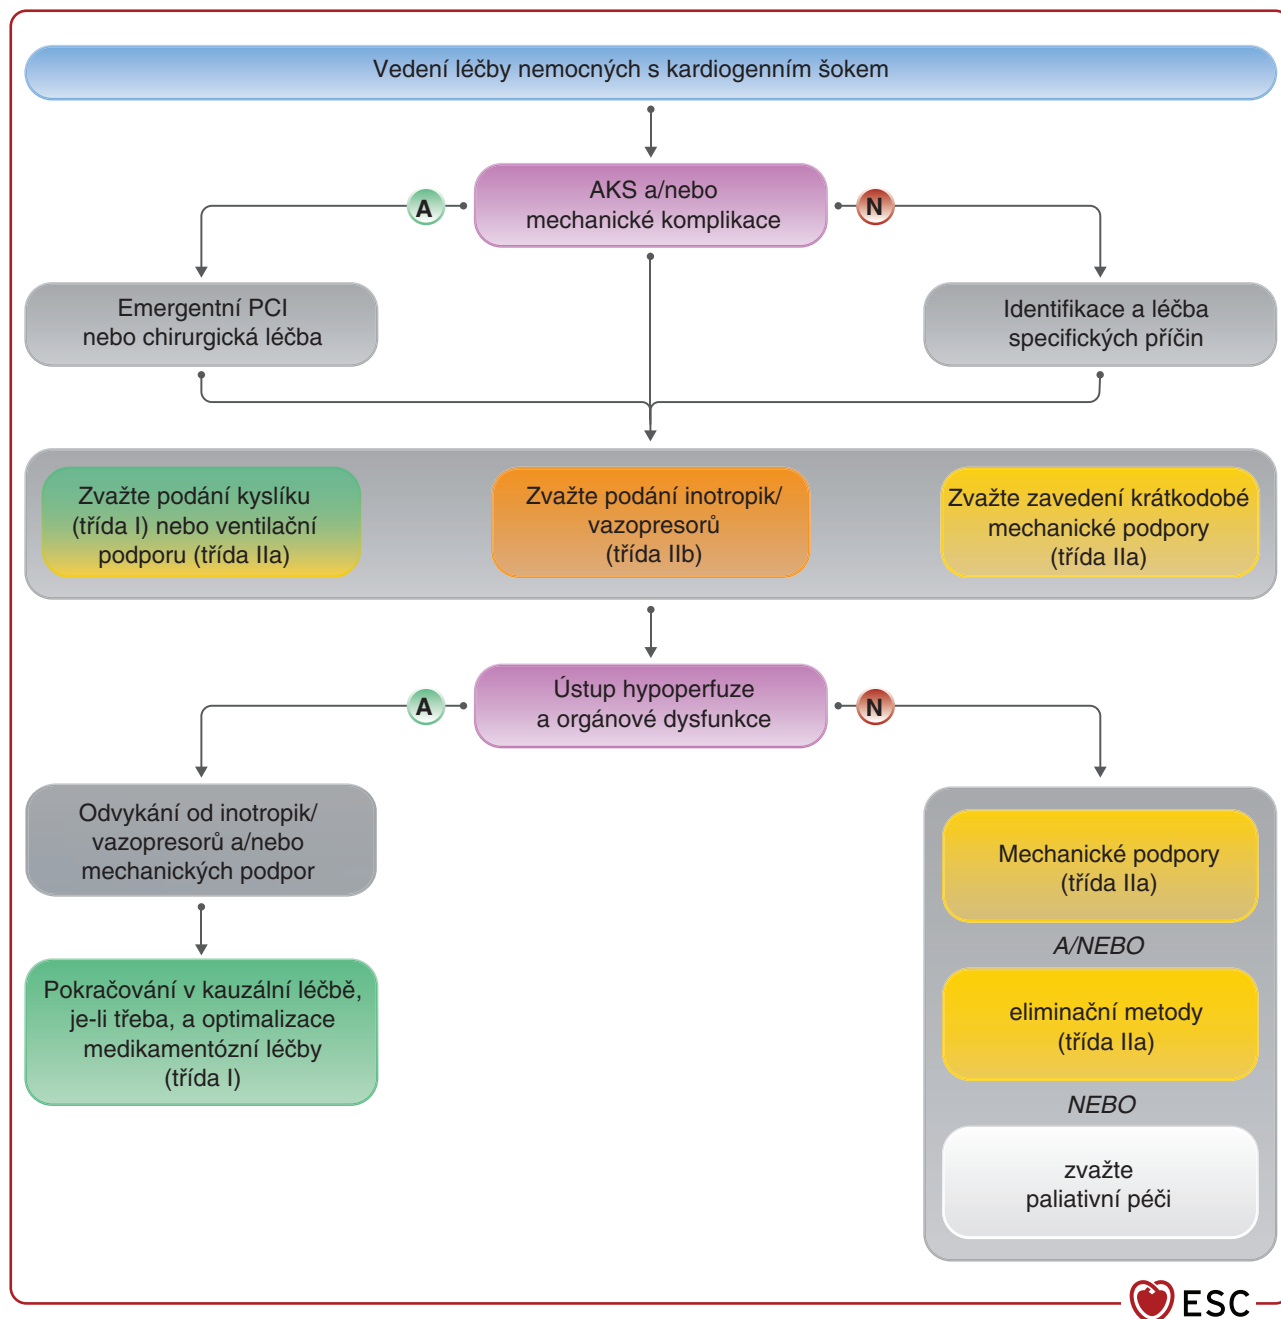 Vedení léčby nemocných s kardiogenním šokem
AKS a/nebo
mechanické komplikace
A
N
Emergentní PCI
nebo chirurgická léčba
Identifikace a léčba
specifických příčin
Zvažte podání kyslíku
(třída I) nebo ventilační
podporu (třída IIa)
Zvažte podání inotropik/
vazopresorů
(třída IIb)
Zvažte zavedení krátkodobé
mechanické podpory
(třída IIa)
Ústup hypoperfuze
a orgánové dysfunkce
A
N
Odvykání od inotropik/
vazopresorů a/nebo
mechanických podpor
Pokračování v kauzální léčbě,
je-li třeba, a optimalizace
medikamentózní léčby
(třída I)
Mechanické podpory
(třída IIa)
A/NEBO
eliminační metody
(třída IIa)
NEBO
zvažte
paliativní péči
ESC